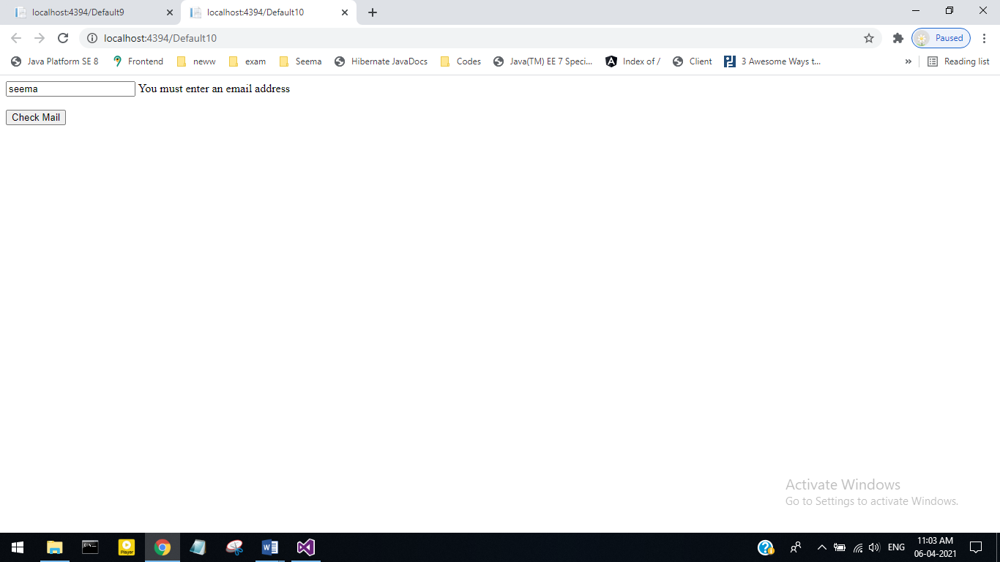 localhost:4394/Default9
localhost:4394/Default10
localhost:4394/Default10
Paused
Java Platform SE 8
Frontend
neww
exam
Seema
Hibernate JavaDocs
Codes
Java(TM) EE 7 Speci...
Index of /
Client
3 Awesome Ways t...
»
Reading list
seema You must enter an email address
Check Mail
Activate Windows
Go to Settings to activate Windows.
Player
ENG
11:03 AM
06-04-2021